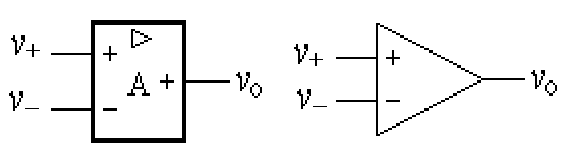 v+ + ▷ v+ +
A + v₀ v₀
v− − v− −